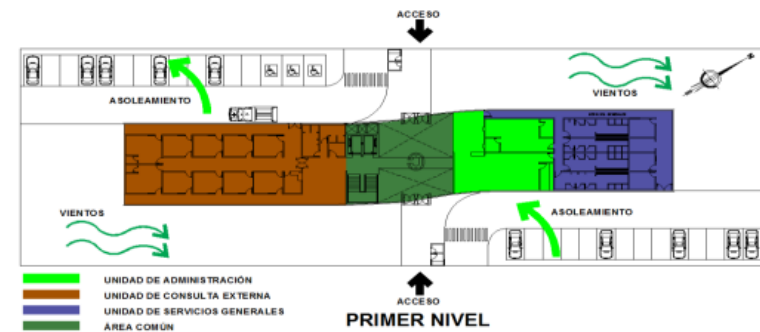 ACCESO
ASOLEAMIENTO
VIENTOS
VIENTOS
ASOLEAMIENTO
UNIDAD DE ADMINISTRACIÓN
UNIDAD DE CONSULTA EXTERNA
UNIDAD DE SERVICIOS GENERALES
ÁREA COMÚN
ACCESO
PRIMER NIVEL